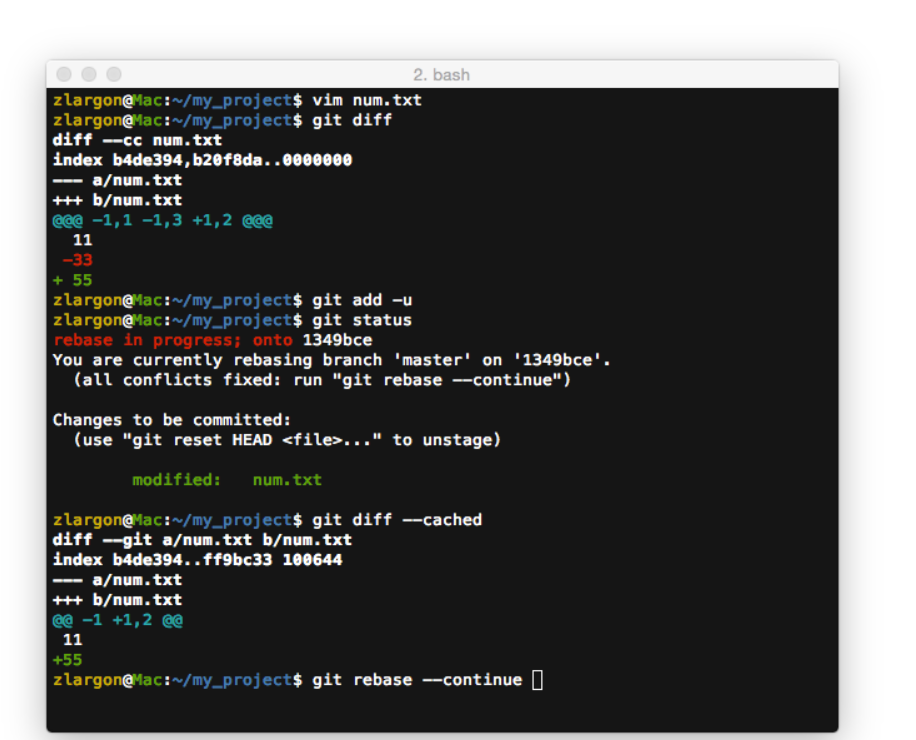 2. bash
zlargon@Mac:~/my_project$ vim num.txt
zlargon@Mac:~/my_project$ git diff
diff --cc num.txt
index b4de394,b20f8da..0000000
--- a/num.txt
+++ b/num.txt
@@@ -1,1 -1,3 +1,2 @@@
  11
 -33
+ 55
zlargon@Mac:~/my_project$ git add -u
zlargon@Mac:~/my_project$ git status
rebase in progress; onto 1349bce
You are currently rebasing branch 'master' on '1349bce'.
  (all conflicts fixed: run "git rebase --continue")
Changes to be committed:
  (use "git reset HEAD <file>..." to unstage)
        modified:   num.txt
zlargon@Mac:~/my_project$ git diff --cached
diff --git a/num.txt b/num.txt
index b4de394..ff9bc33 100644
--- a/num.txt
+++ b/num.txt
@@ -1 +1,2 @@
 11
+55
zlargon@Mac:~/my_project$ git rebase --continue